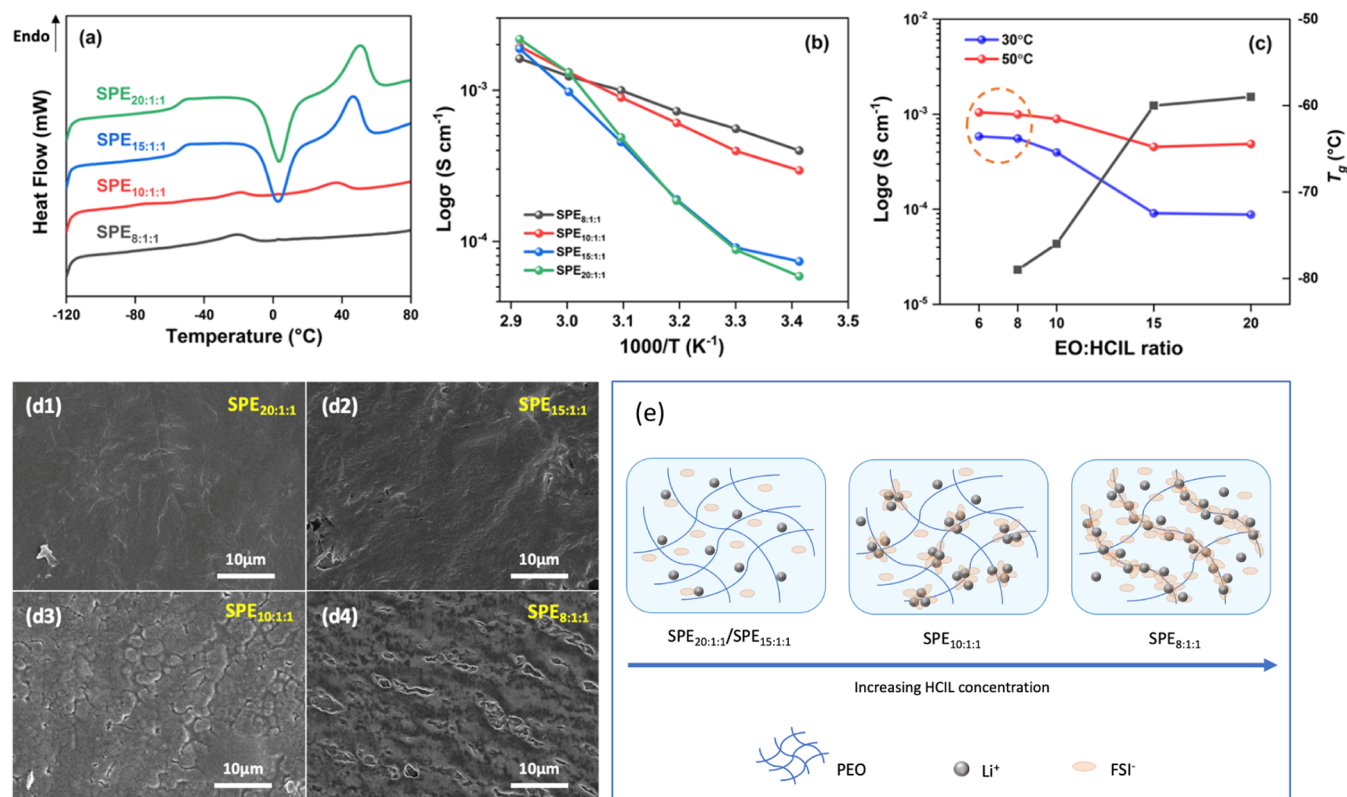 Endo
(a)
Heat Flow (mW)
SPE20:1:1
SPE15:1:1
SPE10:1:1
SPE8:1:1
-120 -80 -40 0 40 80
Temperature (°C)
(b)
Logσ (S cm-1)
10-3
10-4
SPE8:1:1
SPE10:1:1
SPE15:1:1
SPE20:1:1
2.9 3.0 3.1 3.2 3.3 3.4 3.5
1000/T (K-1)
(c)
30°C
50°C
Logσ (S cm-1)
10-2
10-3
10-4
10-5
-50
-60
-70
-80
Tg (°C)
6 8 10 15 20
EO:HCIL ratio
(d1)
SPE20:1:1
10µm
(d2)
SPE15:1:1
10µm
(d3)
SPE10:1:1
10µm
(d4)
SPE8:1:1
10µm
(e)
SPE20:1:1/SPE15:1:1
SPE10:1:1
SPE8:1:1
Increasing HCIL concentration
PEO
Li+
FSI-